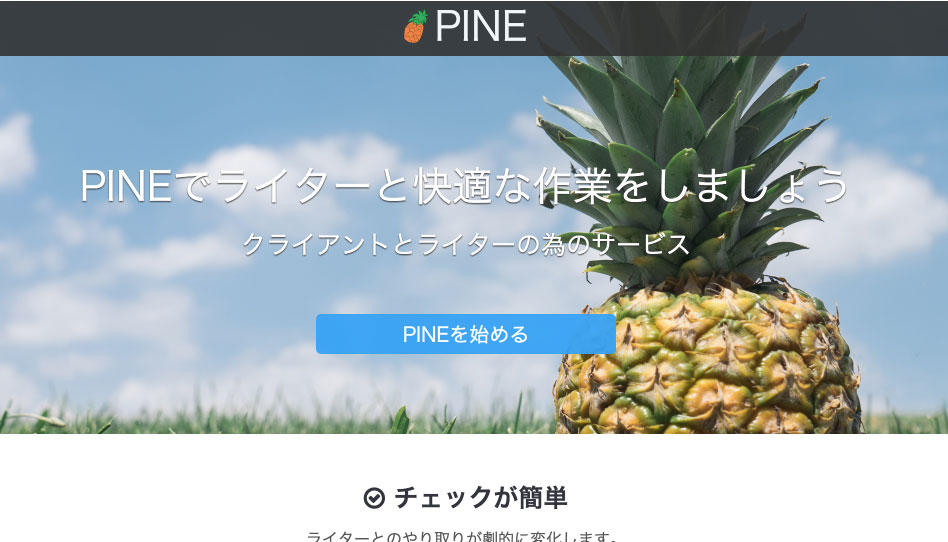 PINE
PINEでライターと快適な作業をしましょう
クライアントとライターの為のサービス
PINEを始める
チェックが簡単
ライターとのやり取りが劇的に変化します。